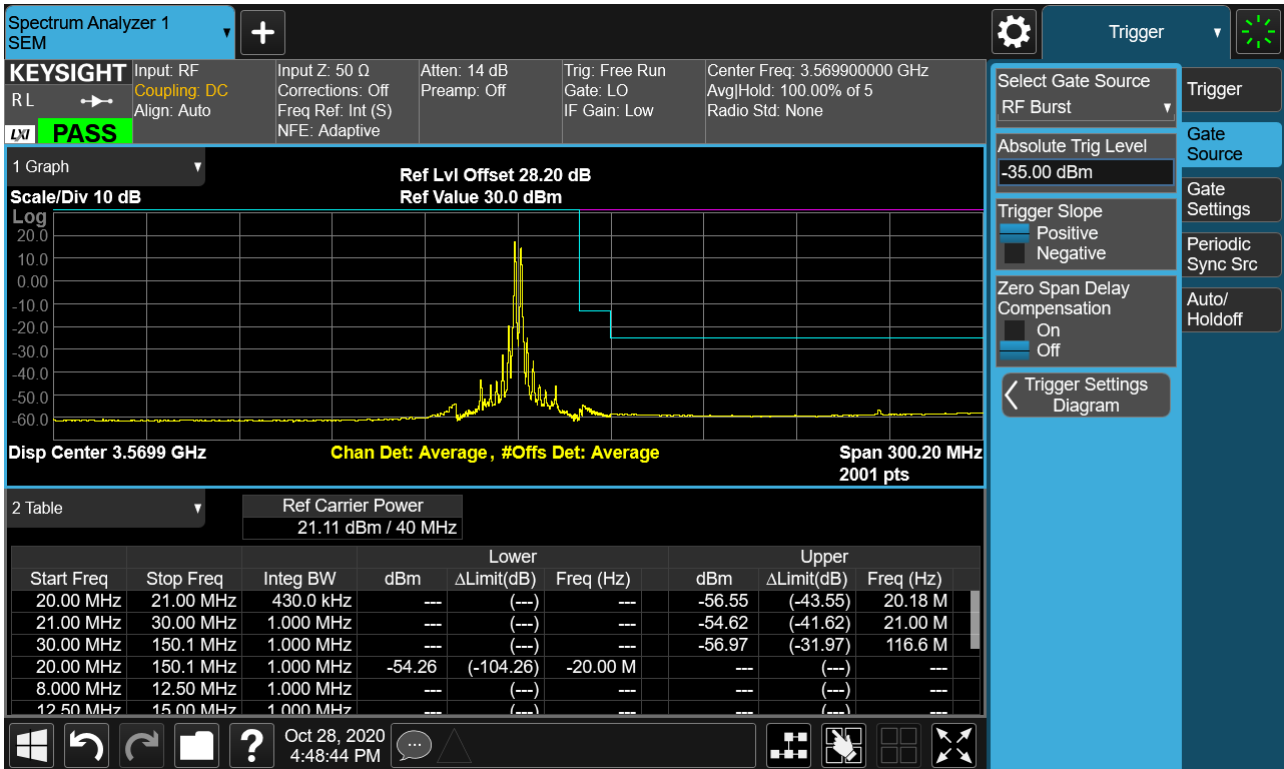 Spectrum Analyzer 1
SEM
Trigger
KEYSIGHT
R L
LXI
PASS
Input: RF
Coupling: DC
Align: Auto
Input Z: 50 Ω
Corrections: Off
Freq Ref: Int (S)
NFE: Adaptive
Atten: 14 dB
Preamp: Off
Trig: Free Run
Gate: LO
IF Gain: Low
Center Freq: 3.569900000 GHz
Avg|Hold: 100.00% of 5
Radio Std: None
1 Graph
Ref Lvl Offset 28.20 dB
Scale/Div 10 dB
Ref Value 30.0 dBm
Log
20.0
10.0
0.00
-10.0
-20.0
-30.0
-40.0
-50.0
-60.0
Disp Center 3.5699 GHz
Chan Det: Average, #Offs Det: Average
Span 300.20 MHz
2001 pts
2 Table
Ref Carrier Power
21.11 dBm / 40 MHz
Lower Upper
Start Freq Stop Freq Integ BW dBm ΔLimit(dB) Freq (Hz) dBm ΔLimit(dB) Freq (Hz)
20.00 MHz 21.00 MHz 430.0 kHz --- (---) --- -56.55 (-43.55) 20.18 M
21.00 MHz 30.00 MHz 1.000 MHz --- (---) --- -54.62 (-41.62) 21.00 M
30.00 MHz 150.1 MHz 1.000 MHz --- (---) --- -56.97 (-31.97) 116.6 M
20.00 MHz 150.1 MHz 1.000 MHz -54.26 (-104.26) -20.00 M --- (---) ---
8.000 MHz 12.50 MHz 1.000 MHz --- (---) --- --- (---) ---
12.50 MHz 15.00 MHz 1.000 MHz --- (---) --- --- (---) ---
?
Oct 28, 2020
4:48:44 PM
Select Gate Source
RF Burst
Absolute Trig Level
-35.00 dBm
Trigger Slope
Positive
Negative
Zero Span Delay
Compensation
On
Off
Trigger Settings
Diagram
Trigger
Gate
Source
Gate
Settings
Periodic
Sync Src
Auto/
Holdoff